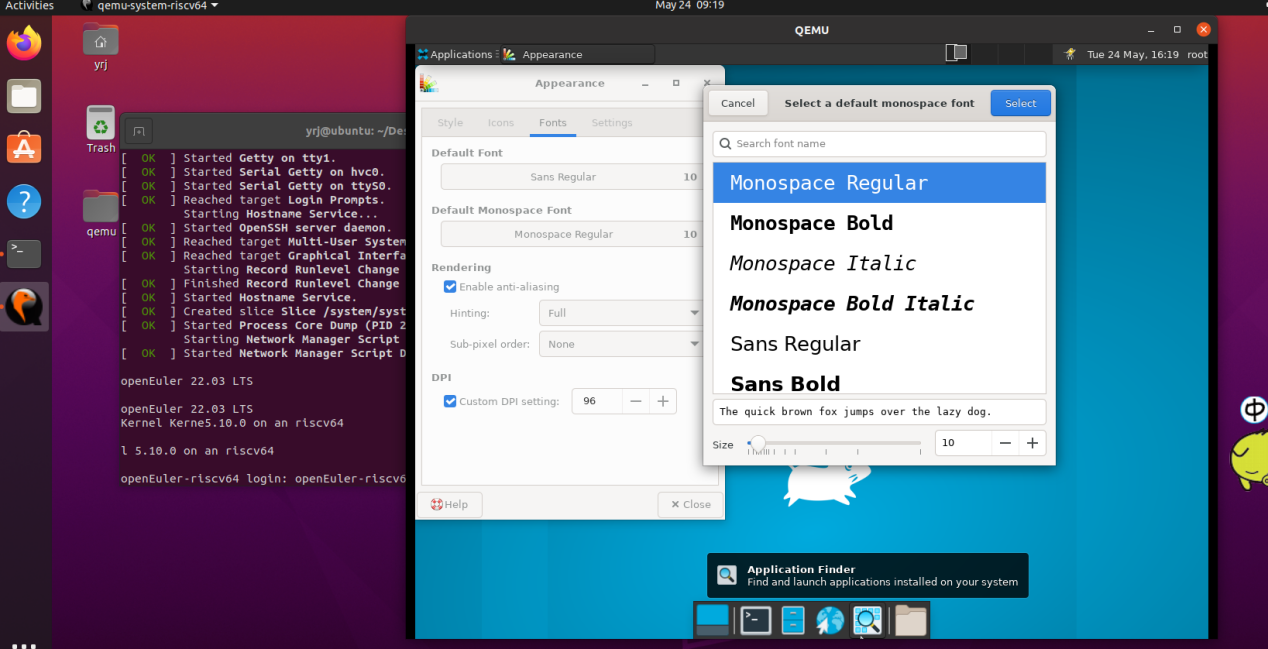 Activities
qemu-system-riscv64
May 24 09:19
yrj
Trash
qemu
yrj@ubuntu: ~/Des
[ OK ] Started Getty on tty1.
[ OK ] Started Serial Getty on hvc0.
[ OK ] Started Serial Getty on ttyS0.
[ OK ] Reached target Login Prompts.
Starting Hostname Service...
[ OK ] Started OpenSSH server daemon.
[ OK ] Reached target Multi-User System
[ OK ] Reached target Graphical Interfa
Starting Record Runlevel Change
[ OK ] Finished Record Runlevel Change
[ OK ] Started Hostname Service.
[ OK ] Created slice Slice /system/syst
[ OK ] Started Process Core Dump (PID 2
Starting Network Manager Script
[ OK ] Started Network Manager Script D
openEuler 22.03 LTS
openEuler 22.03 LTS
Kernel Kerne5.10.0 on an riscv64
l 5.10.0 on an riscv64
openEuler-riscv64 login: openEuler-riscv6
QEMU
Applications
Appearance
Tue 24 May, 16:19
root
Appearance
Style
Icons
Fonts
Settings
Default Font
Sans Regular 10
Default Monospace Font
Monospace Regular 10
Rendering
Enable anti-aliasing
Hinting: Full
Sub-pixel order: None
DPI
Custom DPI setting: 96
Help
Close
Cancel
Select a default monospace font
Select
Search font name
Monospace Regular
Monospace Bold
Monospace Italic
Monospace Bold Italic
Sans Regular
Sans Bold
The quick brown fox jumps over the lazy dog.
Size 10
Application Finder
Find and launch applications installed on your system
中